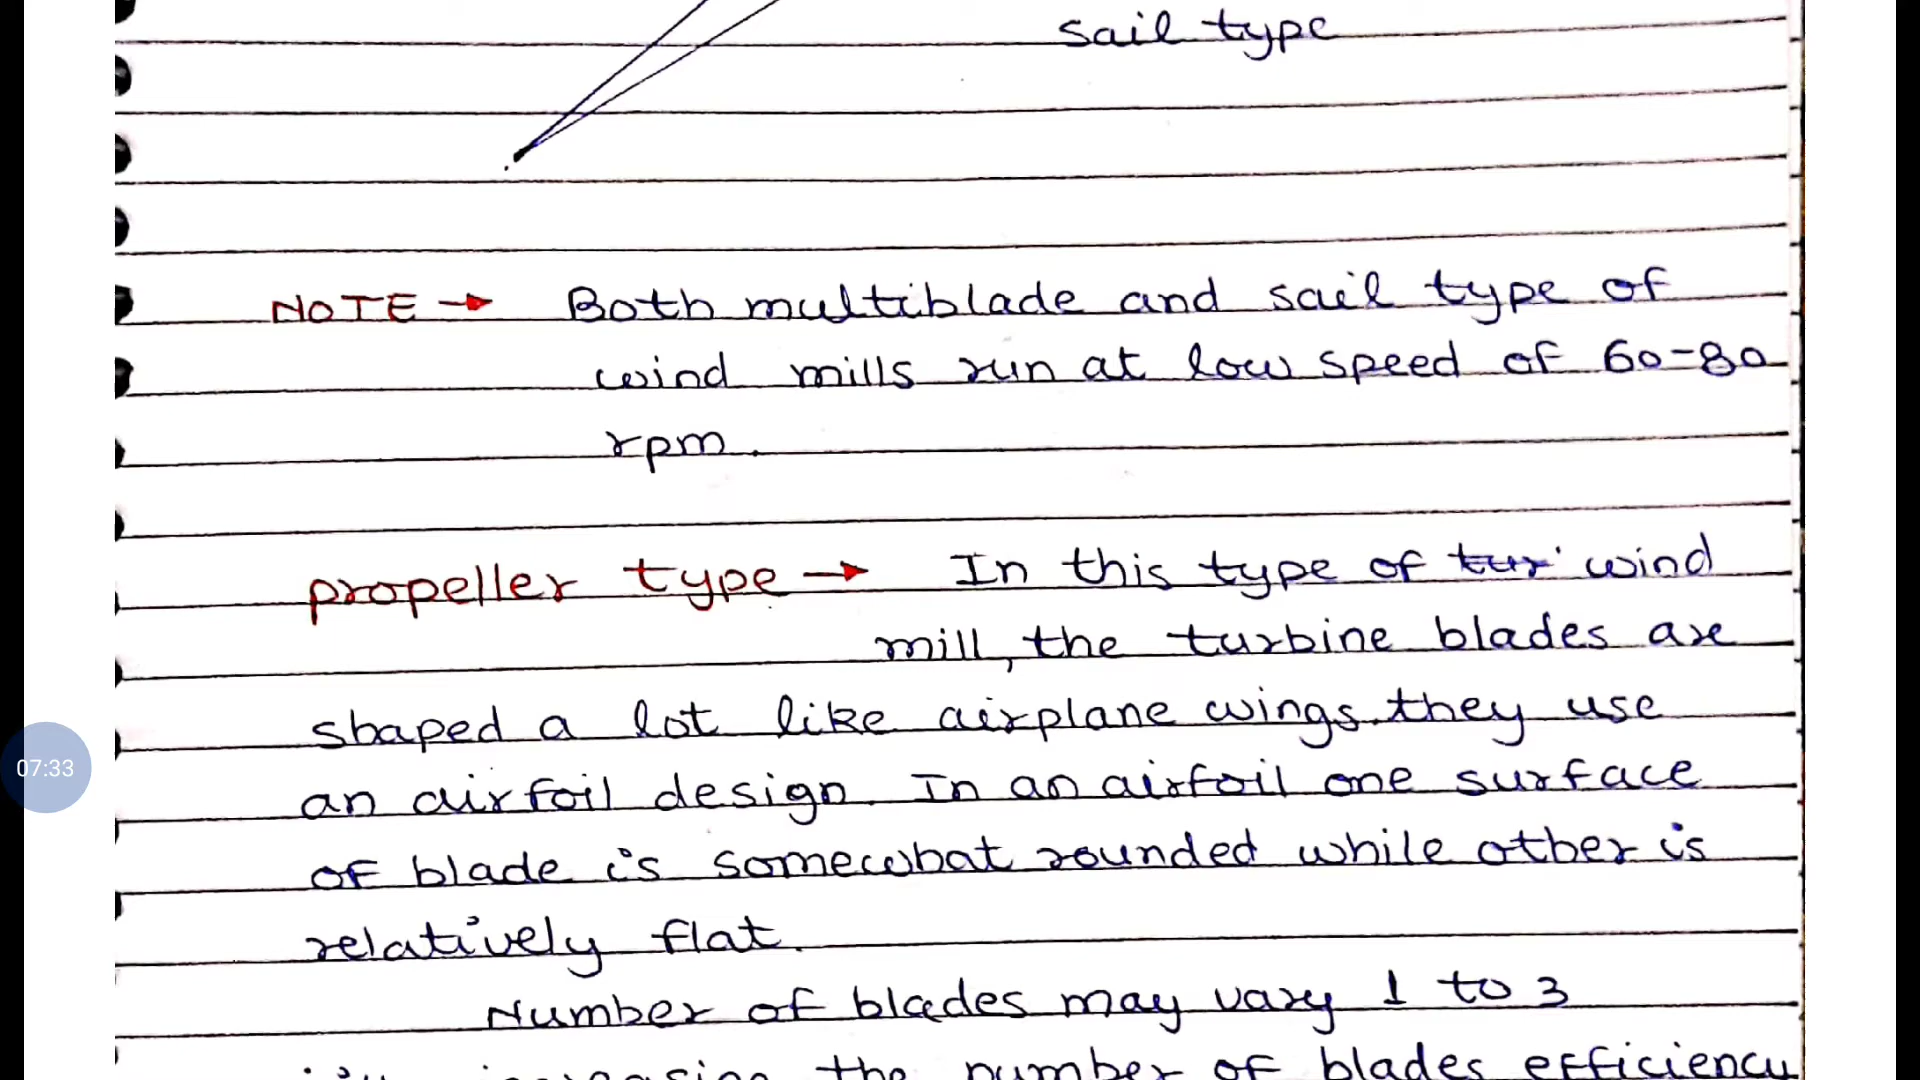 sail type
NOTE → Both multiblade and sail type of
wind mills run at low speed of 60-80
rpm.
propeller type → In this type of tur wind
mill, the turbine blades are
shaped a lot like airplane wings. they use
an airfoil design. In an airfoil one surface
07:33
of blade is somewhat rounded while other is
relatively flat.
Number of blades may vary 1 to 3
increasing the number of blades efficiency